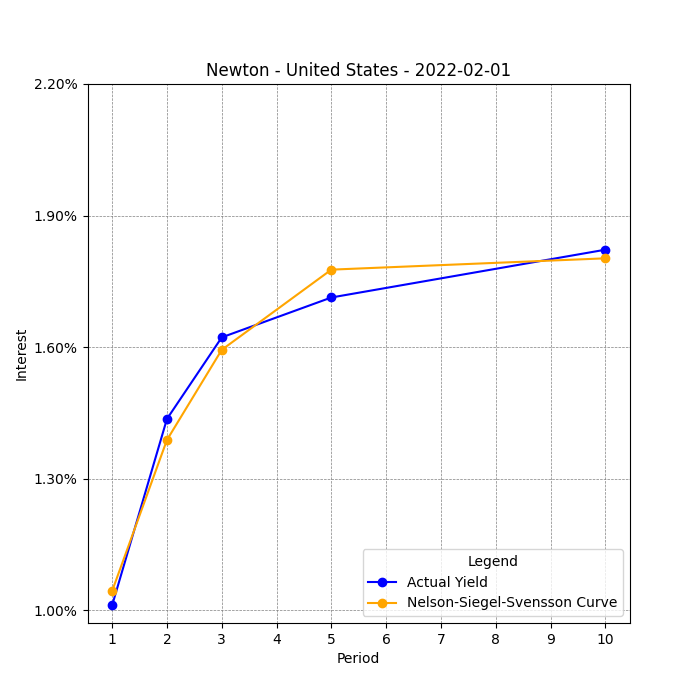 Newton - United States - 2022-02-01
2.20%
1.90%
1.60%
1.30%
1.00%
Interest
Legend
Actual Yield
Nelson-Siegel-Svensson Curve
1 2 3 4 5 6 7 8 9 10
Period